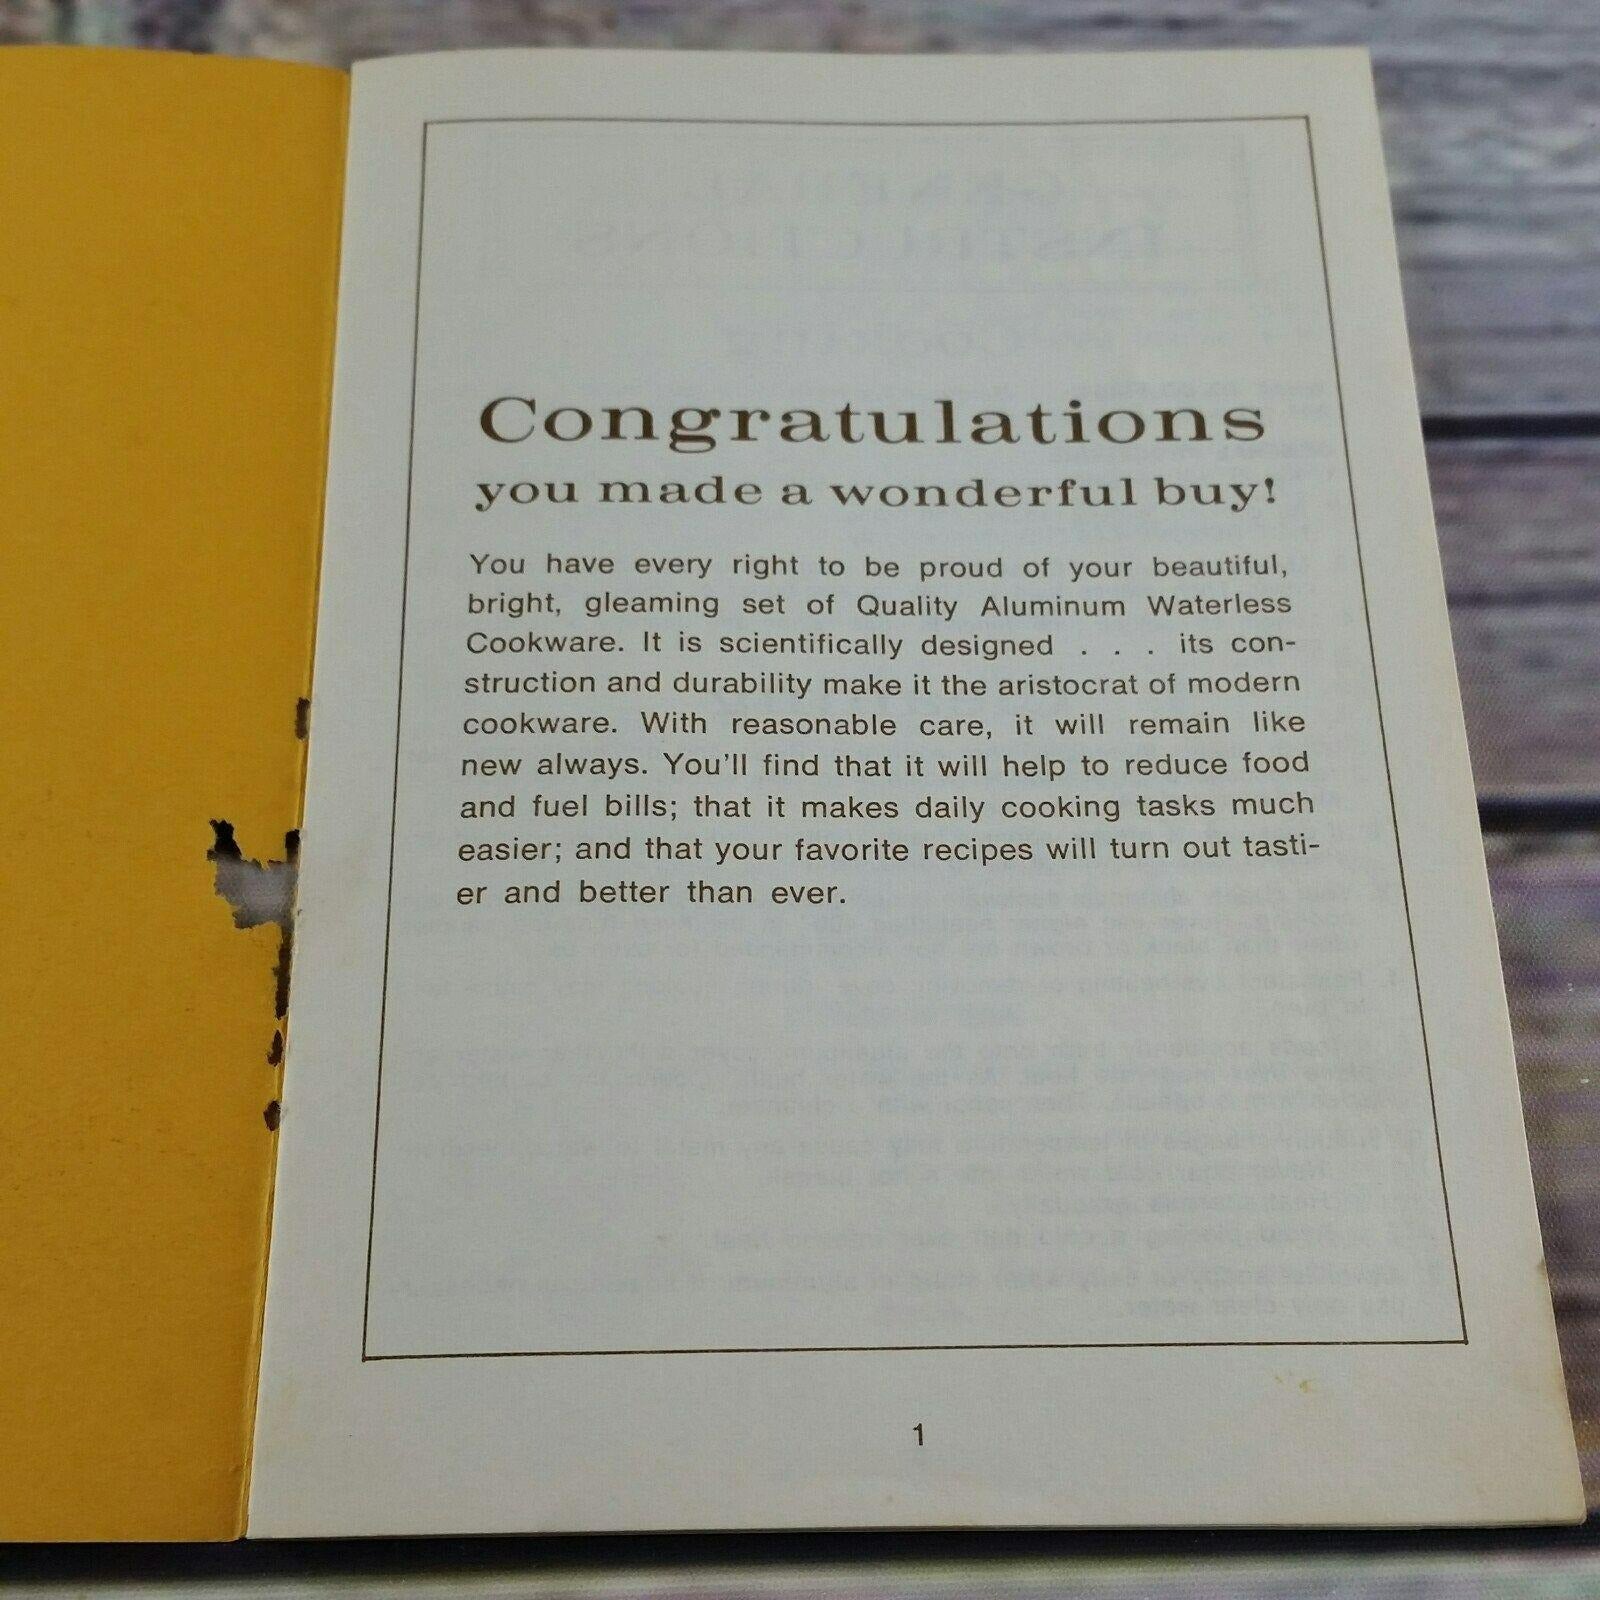 Congratulations
you made a wonderful buy!
You have every right to be proud of your beautiful,
bright, gleaming set of Quality Aluminum Waterless
Cookware. It is scientifically designed . . . its con-
struction and durability make it the aristocrat of modern
cookware. With reasonable care, it will remain like
new always. You'll find that it will help to reduce food
and fuel bills; that it makes daily cooking tasks much
easier; and that your favorite recipes will turn out tasti-
er and better than ever.
1